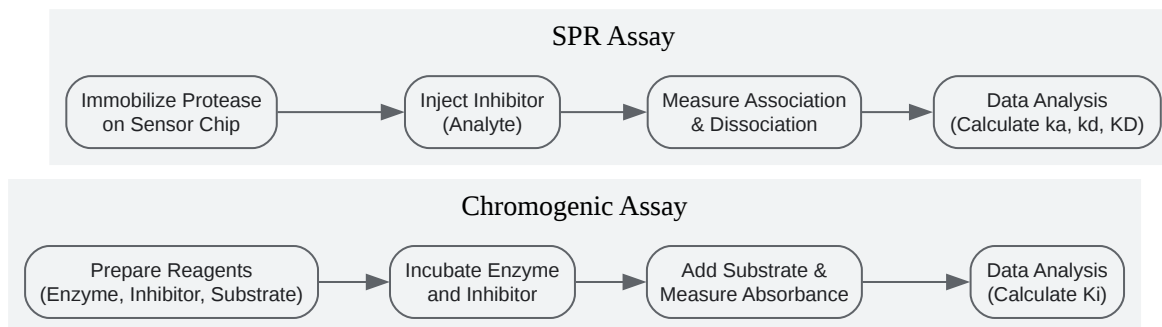 SPR Assay
Immobilize Protease
on Sensor Chip
Inject Inhibitor
(Analyte)
Measure Association
& Dissociation
Data Analysis
(Calculate ka, kd, KD)
Chromogenic Assay
Prepare Reagents
(Enzyme, Inhibitor, Substrate)
Incubate Enzyme
and Inhibitor
Add Substrate &
Measure Absorbance
Data Analysis
(Calculate Ki)